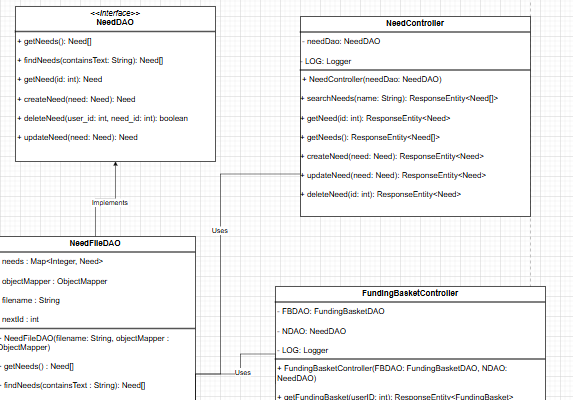 <<Interface>>
NeedDAO
+ getNeeds(): Need[]
+ findNeeds(containsText: String): Need[]
+ getNeed(id: int): Need
+ createNeed(need: Need): Need
+ deleteNeed(user_id: int, need_id: int): boolean
+ updateNeed(need: Need): Need
NeedController
- needDao: NeedDAO
- LOG: Logger
+ NeedController(needDao: NeedDAO)
+ searchNeeds(name: String): ResponseEntity<Need[]>
+ getNeed(id: int): ResponseEntity<Need>
+ getNeeds(): ResponseEntity<Need[]>
+ createNeed(need: Need): ResponseEntity<Need>
+ updateNeed(need: Need): ResponseEntity<Need>
+ deleteNeed(id: int): ResponseEntity<Need>
Implements
Uses
NeedFileDAO
needs : Map<Integer, Need>
objectMapper : ObjectMapper
filename : String
nextId : int
+ NeedFileDAO(filename: String, objectMapper :
ObjectMapper)
+ getNeeds() : Need[]
+ findNeeds(containsText : String): Need[]
Uses
FundingBasketController
- FBDAO: FundingBasketDAO
- NDAO: NeedDAO
- LOG: Logger
+ FundingBasketController(FBDAO: FundingBasketDAO, NDAO:
NeedDAO)
+ getFundingBasket(userID: int): ResponseEntity<FundingBasket>